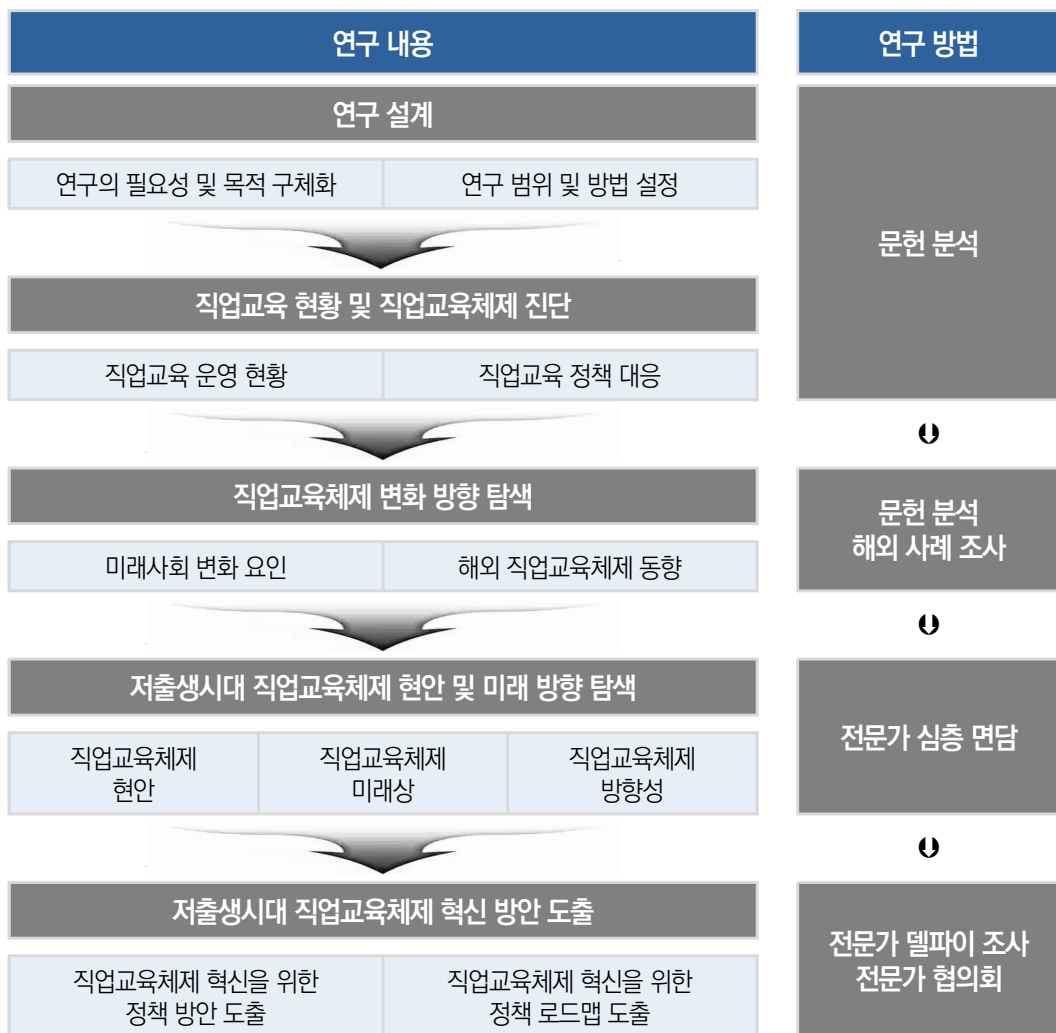 연구 내용
연구 방법
연구 설계
연구의 필요성 및 목적 구체화
연구 범위 및 방법 설정
문헌 분석
직업교육 현황 및 직업교육체제 진단
직업교육 운영 현황
직업교육 정책 대응
직업교육체제 변화 방향 탐색
미래사회 변화 요인
해외 직업교육체제 동향
문헌 분석
해외 사례 조사
저출생시대 직업교육체제 현안 및 미래 방향 탐색
직업교육체제
현안
직업교육체제
미래상
직업교육체제
방향성
전문가 심층 면담
저출생시대 직업교육체제 혁신 방안 도출
직업교육체제 혁신을 위한
정책 방안 도출
직업교육체제 혁신을 위한
정책 로드맵 도출
전문가 델파이 조사
전문가 협의회